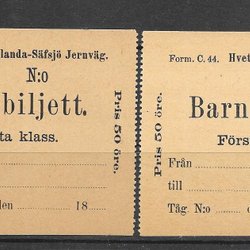 landa-Säfsjö Jernväg.
N:o
biljett.
ta klass.
den 18
Pris 50 öre.
Form. C. 44. Hvet
Barn
Förs
Från
till
Tåg N:o d
Pris 50 öre.